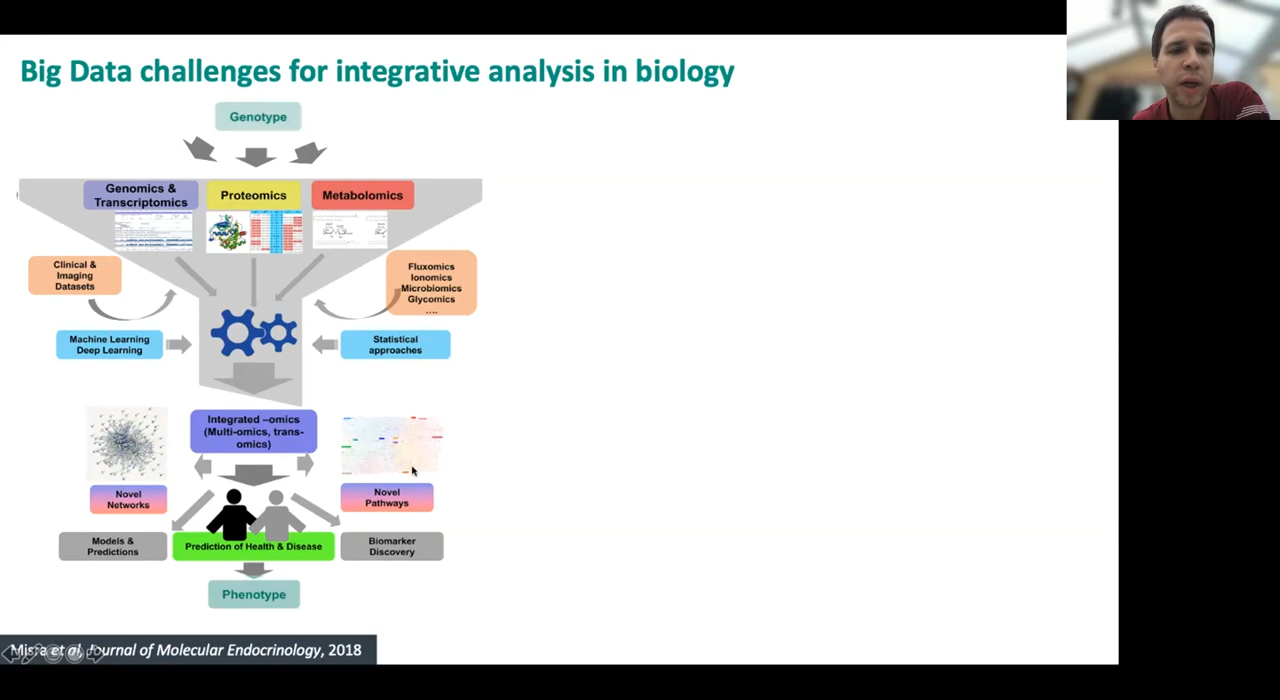 Big Data challenges for integrative analysis in biology
Genotype
Genomics &
Transcriptomics
Proteomics
Metabolomics
Clinical &
Imaging
Datasets
Fluxomics
Ionomics
Microbiomics
Glycomics
....
Machine Learning
Deep Learning
Statistical
approaches
Integrated –omics
(Multi-omics, trans-
omics)
Novel
Networks
Novel
Pathways
Models &
Predictions
Prediction of Health & Disease
Biomarker
Discovery
Phenotype
Misra et al, Journal of Molecular Endocrinology, 2018